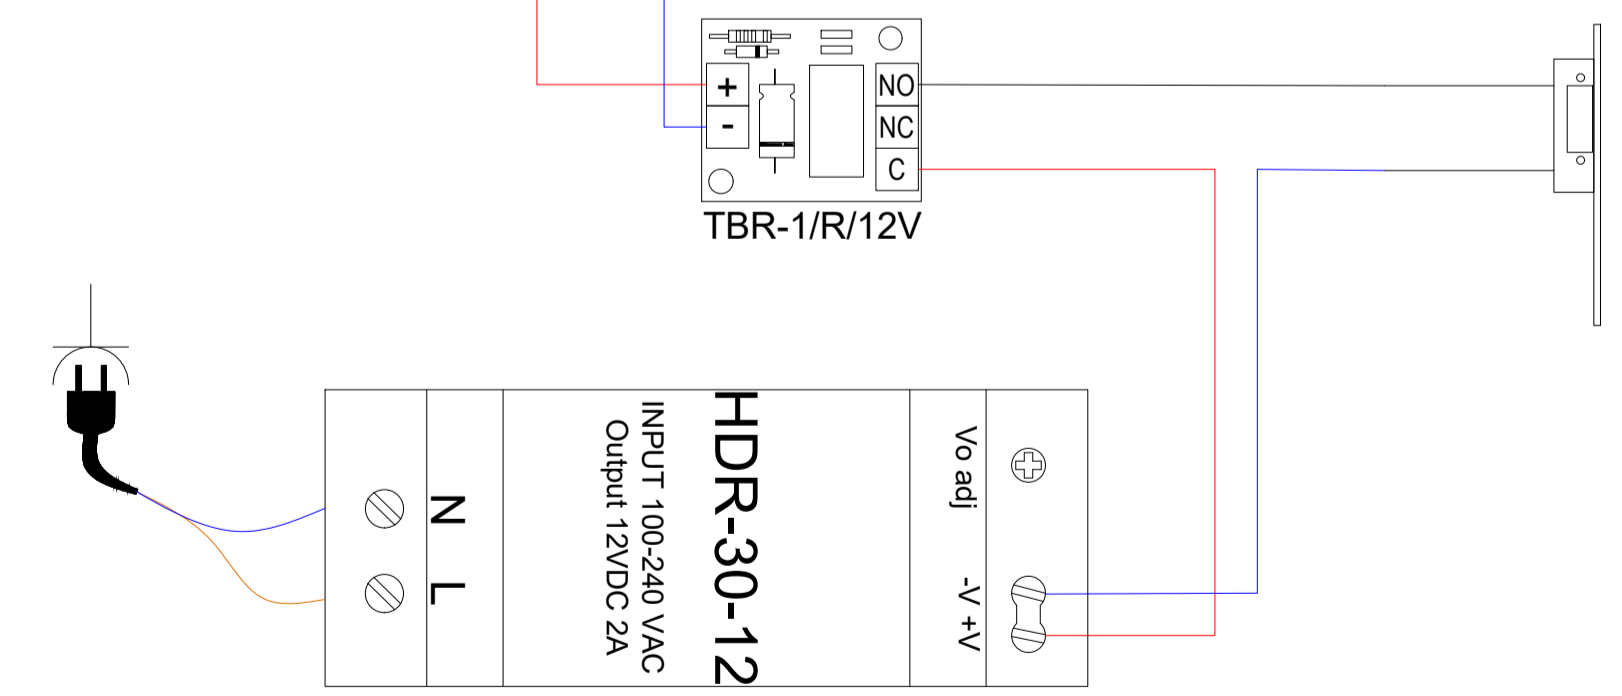 +
-
NO
NC
C
TBR-1/R/12V
N
L
HDR-30-12
INPUT 100-240 VAC
Output 12VDC 2A
Vo adj
-V +V